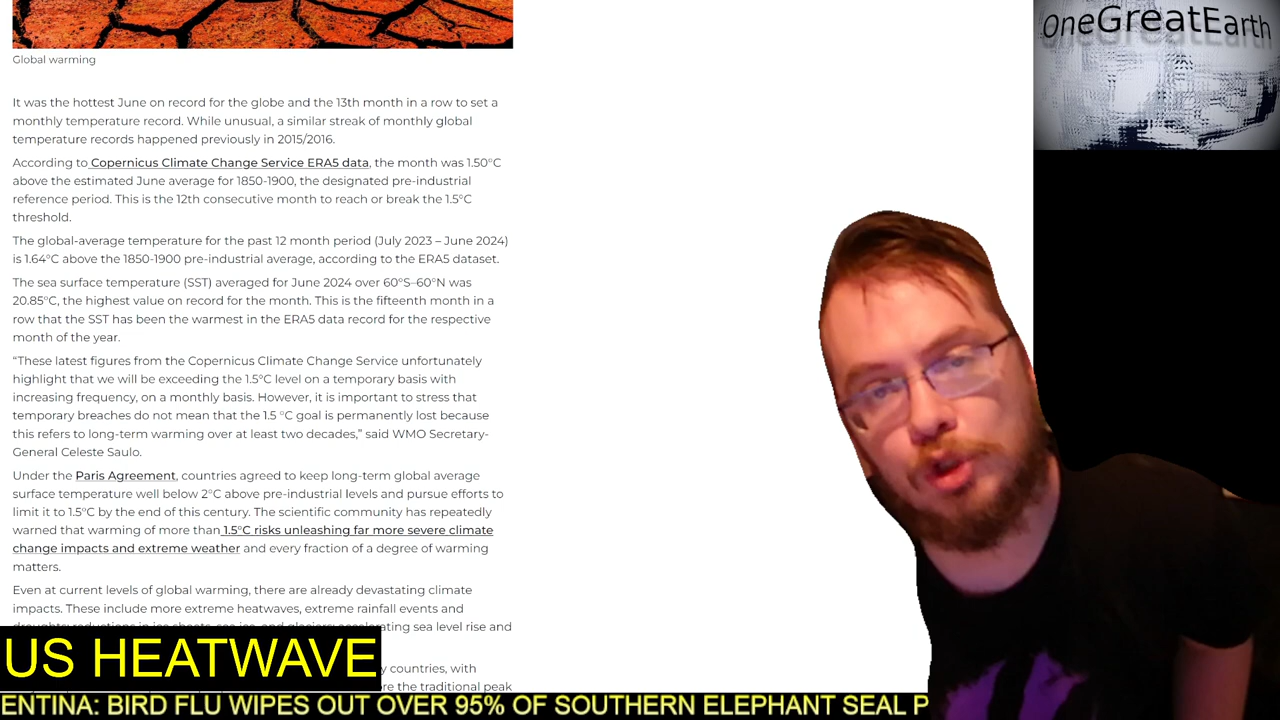 OneGreatEarth
Global warming
It was the hottest June on record for the globe and the 13th month in a row to set a
monthly temperature record. While unusual, a similar streak of monthly global
temperature records happened previously in 2015/2016.
According to Copernicus Climate Change Service ERA5 data, the month was 1.50°C
above the estimated June average for 1850-1900, the designated pre-industrial
reference period. This is the 12th consecutive month to reach or break the 1.5°C
threshold.
The global-average temperature for the past 12 month period (July 2023 – June 2024)
is 1.64°C above the 1850-1900 pre-industrial average, according to the ERA5 dataset.
The sea surface temperature (SST) averaged for June 2024 over 60°S–60°N was
20.85°C, the highest value on record for the month. This is the fifteenth month in a
row that the SST has been the warmest in the ERA5 data record for the respective
month of the year.
“These latest figures from the Copernicus Climate Change Service unfortunately
highlight that we will be exceeding the 1.5°C level on a temporary basis with
increasing frequency, on a monthly basis. However, it is important to stress that
temporary breaches do not mean that the 1.5 °C goal is permanently lost because
this refers to long-term warming over at least two decades,” said WMO Secretary-
General Celeste Saulo.
Under the Paris Agreement, countries agreed to keep long-term global average
surface temperature well below 2°C above pre-industrial levels and pursue efforts to
limit it to 1.5°C by the end of this century. The scientific community has repeatedly
warned that warming of more than 1.5°C risks unleashing far more severe climate
change impacts and extreme weather and every fraction of a degree of warming
matters.
Even at current levels of global warming, there are already devastating climate
impacts. These include more extreme heatwaves, extreme rainfall events and
droughts; reductions in ice sheets, sea ice, and glaciers; accelerating sea level rise and
y countries, with
re the traditional peak
US HEATWAVE
ENTINA: BIRD FLU WIPES OUT OVER 95% OF SOUTHERN ELEPHANT SEAL P